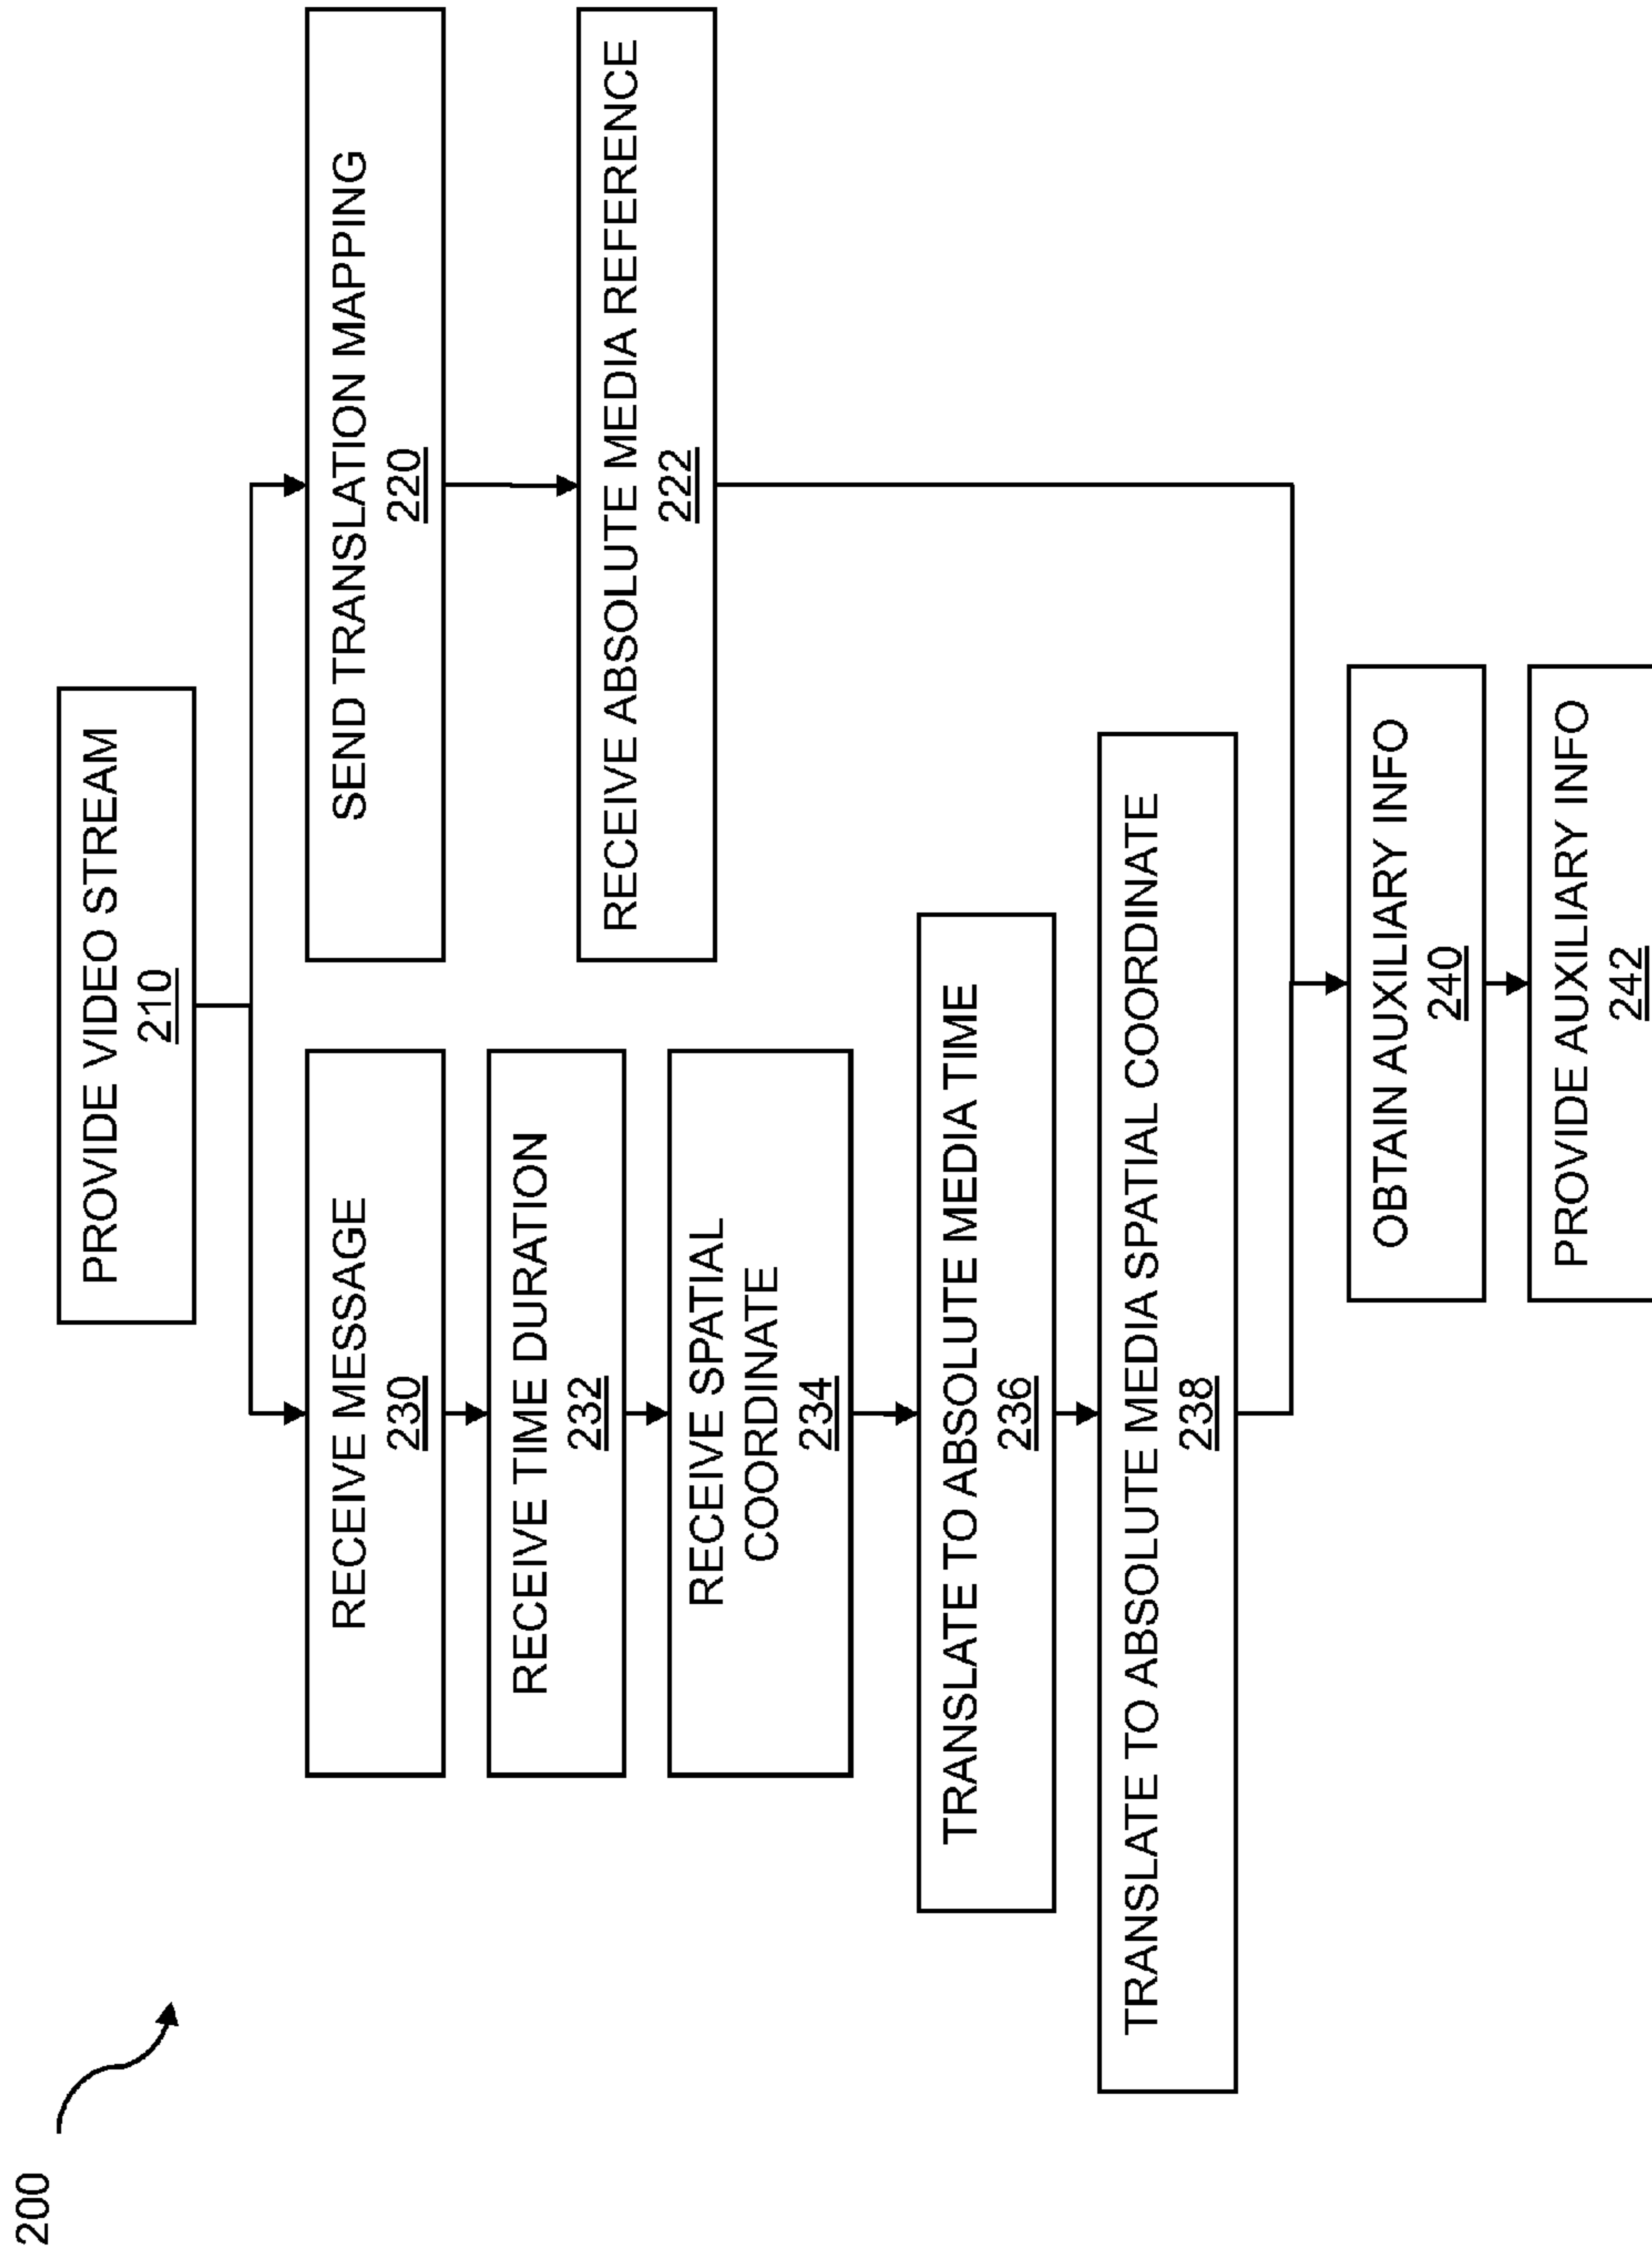 200
PROVIDE VIDEO STREAM
210
RECEIVE MESSAGE
230
RECEIVE TIME DURATION
232
RECEIVE SPATIAL
COORDINATE
234
TRANSLATE TO ABSOLUTE MEDIA TIME
236
TRANSLATE TO ABSOLUTE MEDIA SPATIAL COORDINATE
238
SEND TRANSLATION MAPPING
220
RECEIVE ABSOLUTE MEDIA REFERENCE
222
OBTAIN AUXILIARY INFO
240
PROVIDE AUXILIARY INFO
242